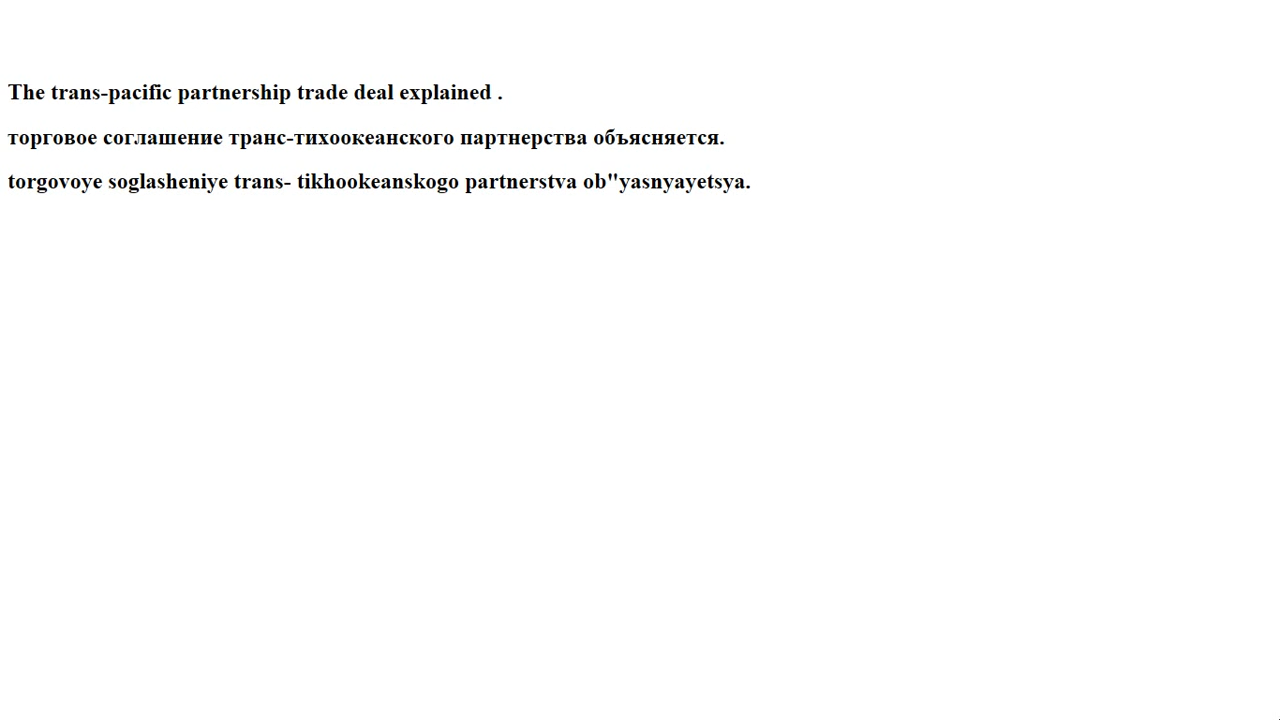 The trans-pacific partnership trade deal explained .
торговое соглашение транс-тихоокеанского партнерства объясняется.
torgovoye soglasheniye trans- tikhookeanskogo partnerstva ob"yasnyayetsya.